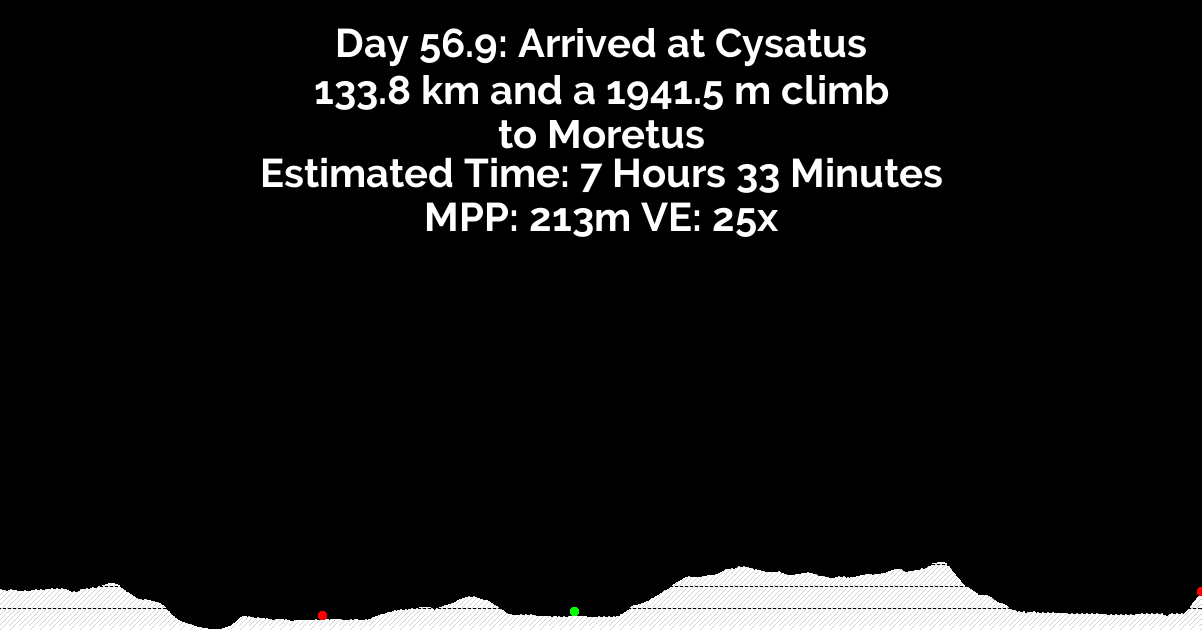 Day 56.9: Arrived at Cysatus
133.8 km and a 1941.5 m climb
to Moretus
Estimated Time: 7 Hours 33 Minutes
MPP: 213m VE: 25x